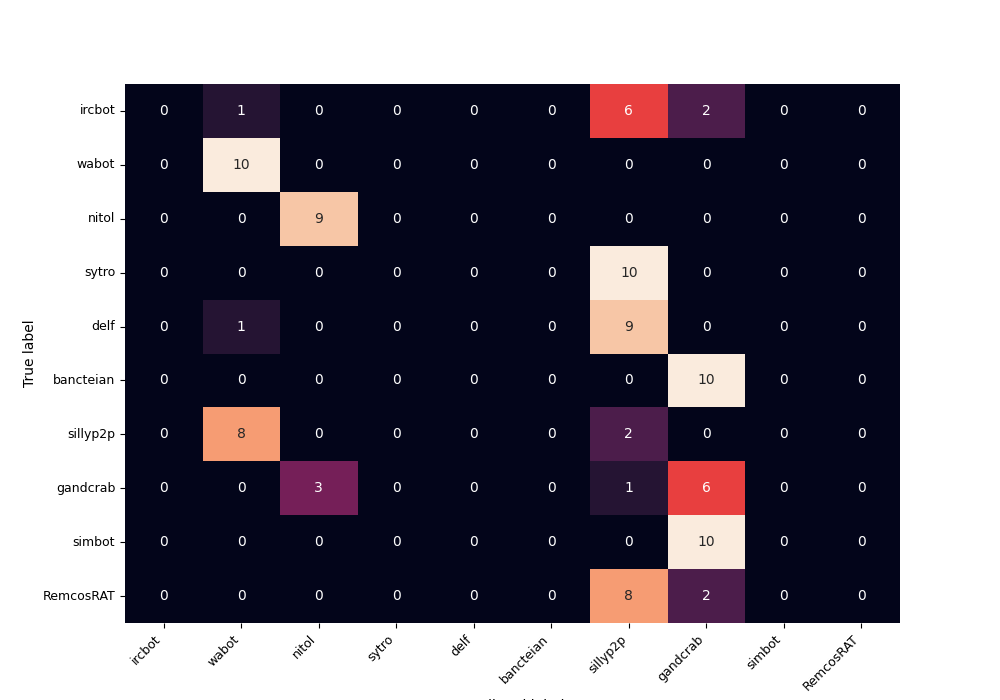 ircbot 0 1 0 0 0 0 6 2 0 0
wabot 0 10 0 0 0 0 0 0 0 0
nitol 0 0 9 0 0 0 0 0 0 0
sytro 0 0 0 0 0 0 10 0 0 0
delf 0 1 0 0 0 0 9 0 0 0
bancteian 0 0 0 0 0 0 0 10 0 0
sillyp2p 0 8 0 0 0 0 2 0 0 0
gandcrab 0 0 3 0 0 0 1 6 0 0
simbot 0 0 0 0 0 0 0 10 0 0
RemcosRAT 0 0 0 0 0 0 8 2 0 0
True label
ircbot wabot nitol sytro delf bancteian sillyp2p gandcrab simbot RemcosRAT